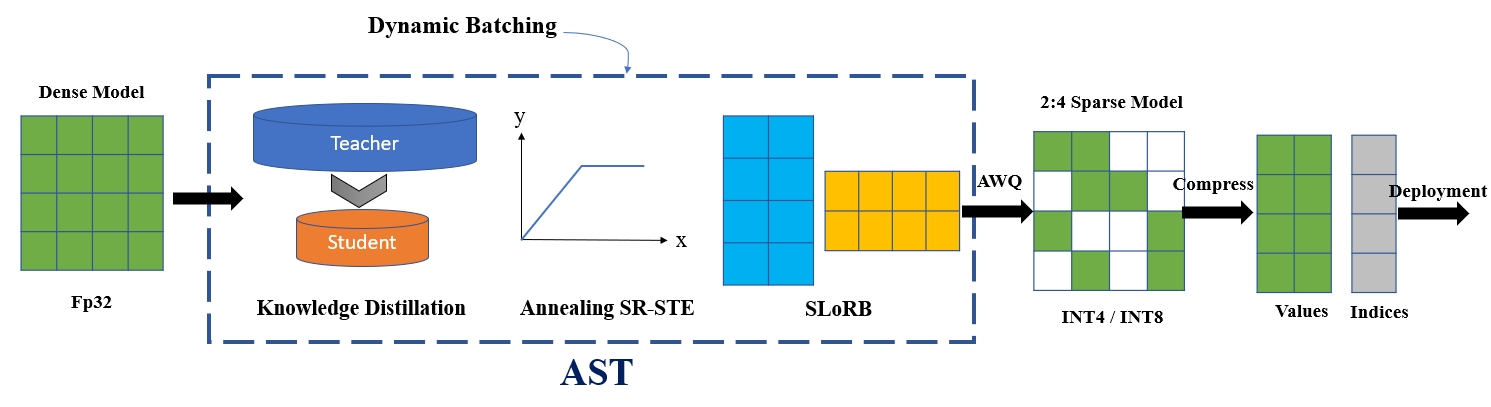 Dynamic Batching
Dense Model
Fp32
Teacher
Student
Knowledge Distillation
y
x
Annealing SR-STE
SLoRB
AST
AWQ
2:4 Sparse Model
INT4 / INT8
Compress
Values
Indices
Deployment